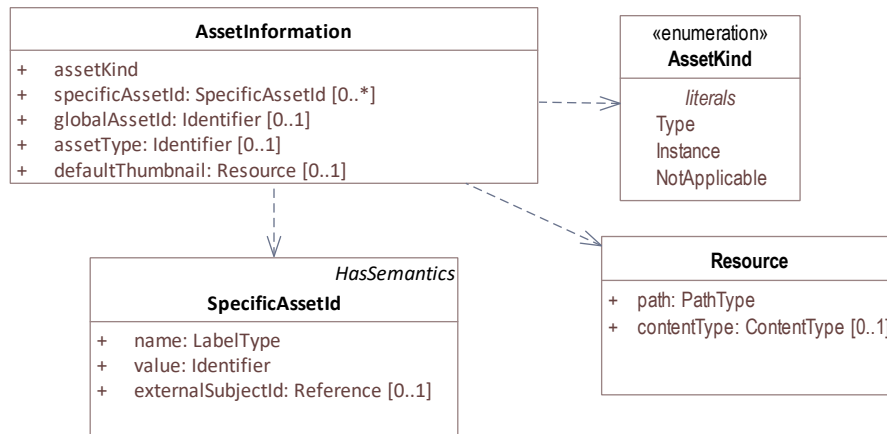 AssetInformation
+ assetKind
+ specificAssetId: SpecificAssetId [0..*]
+ globalAssetId: Identifier [0..1]
+ assetType: Identifier [0..1]
+ defaultThumbnail: Resource [0..1]
«enumeration»
AssetKind
literals
Type
Instance
NotApplicable
HasSemantics
SpecificAssetId
+ name: LabelType
+ value: Identifier
+ externalSubjectId: Reference [0..1]
Resource
+ path: PathType
+ contentType: ContentType [0..1]